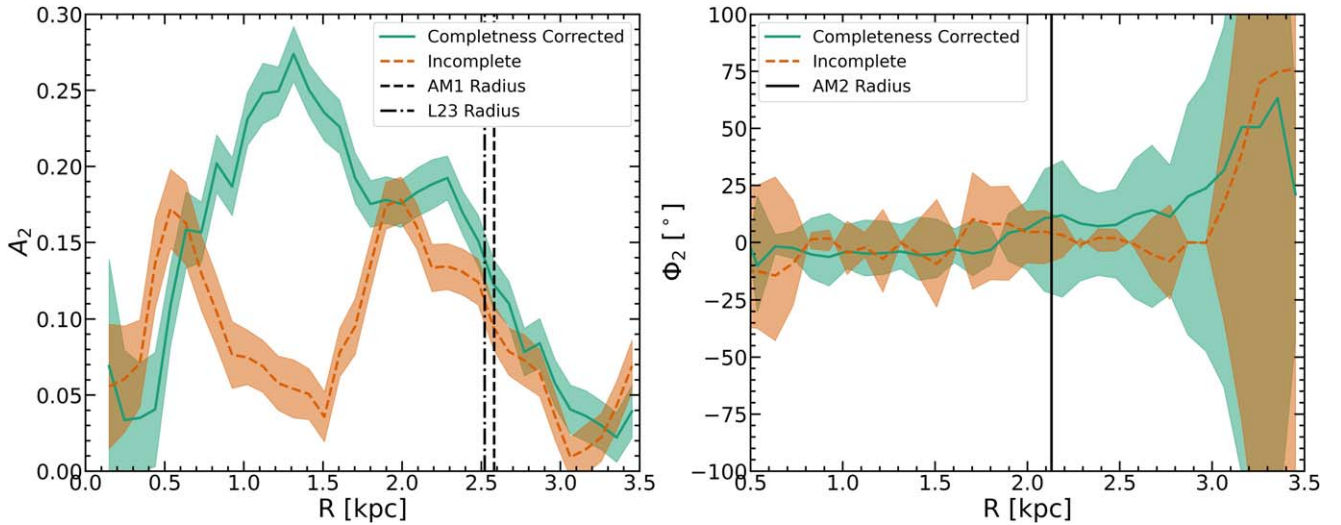 0.30
0.25
0.20
0.15
0.10
0.05
0.00
A₂
0.0 0.5 1.0 1.5 2.0 2.5 3.0 3.5
R [kpc]
Completness Corrected
Incomplete
AM1 Radius
L23 Radius
100
75
50
25
0
−25
−50
−75
−100
Φ₂ [°]
0.5 1.0 1.5 2.0 2.5 3.0 3.5
R [kpc]
Completeness Corrected
Incomplete
AM2 Radius